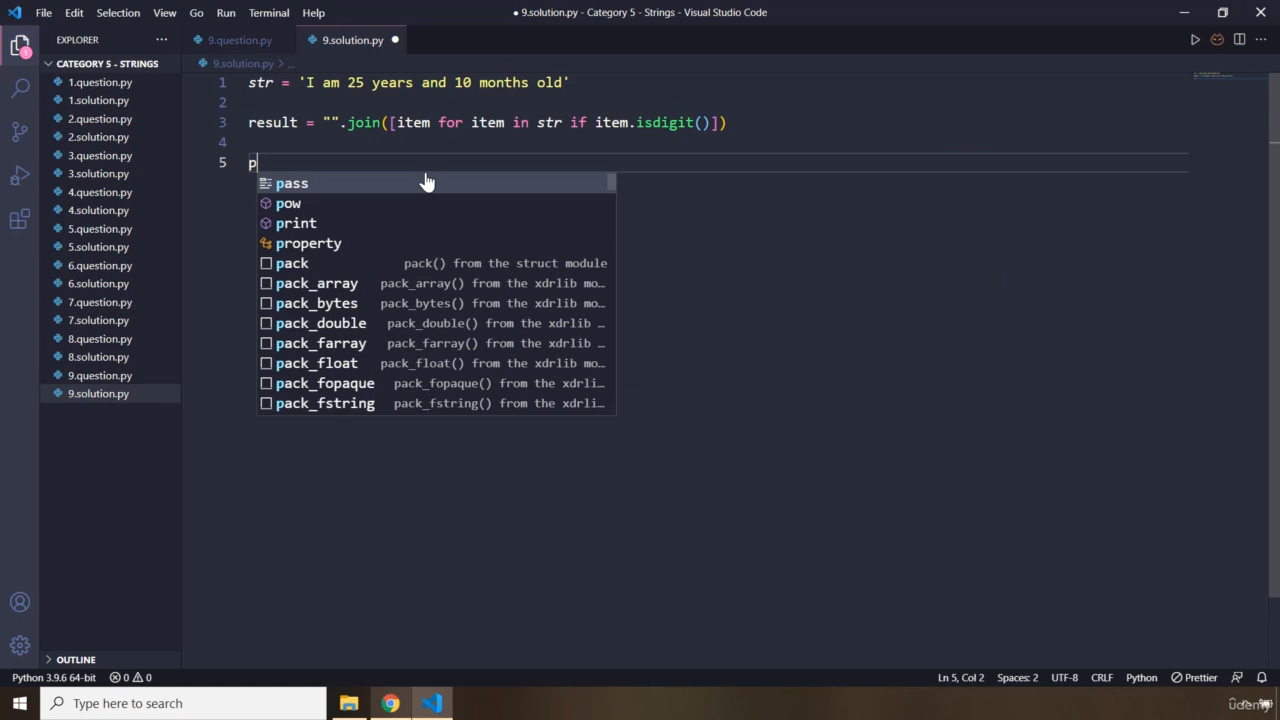 File Edit Selection View Go Run Terminal Help
● 9.solution.py - Category 5 - Strings - Visual Studio Code
EXPLORER
9.question.py
9.solution.py
9.solution.py > ...
CATEGORY 5 - STRINGS
1.question.py
1.solution.py
2.question.py
2.solution.py
3.question.py
3.solution.py
4.question.py
4.solution.py
5.question.py
5.solution.py
6.question.py
6.solution.py
7.question.py
7.solution.py
8.question.py
8.solution.py
9.question.py
9.solution.py
OUTLINE
1 str = 'I am 25 years and 10 months old'
2
3 result = "".join([item for item in str if item.isdigit()])
4
5 p
pass
pow
print
property
pack pack() from the struct module
pack_array pack_array() from the xdrlib mo…
pack_bytes pack_bytes() from the xdrlib mo…
pack_double pack_double() from the xdrlib …
pack_farray pack_farray() from the xdrlib …
pack_float pack_float() from the xdrlib mo…
pack_fopaque pack_fopaque() from the xdrli…
pack_fstring pack_fstring() from the xdrli…
1
Python 3.9.6 64-bit 0 0 Ln 5, Col 2 Spaces: 2 UTF-8 CRLF Python Prettier
Type here to search
udemy